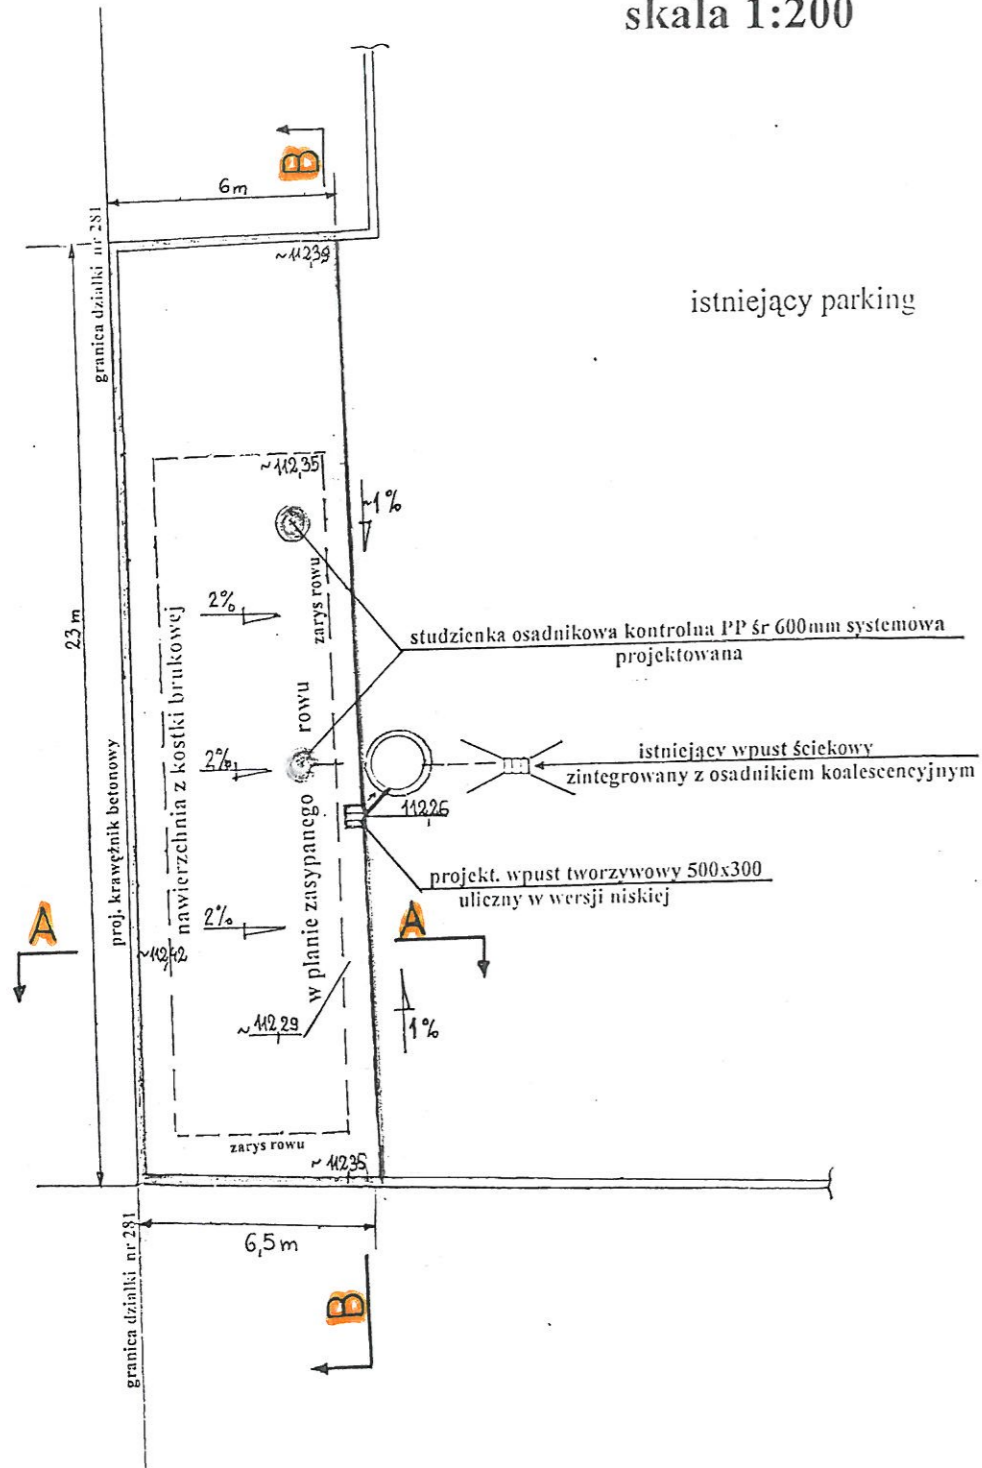 skala 1:200
B
6m
granica działki nr 281
~112,39
istniejący parking
~112,35
~1%
zarys rowu
2%
23 m
nawierzchnia z kostki brukowej
studzienka osadnikowa kontrolna PP śr 600mm systemowa
projektowana
w planie zasypanego rowu
2%
istniejący wpust ściekowy
zintegrowany z osadnikiem koalescencyjnym
proj. krawężnik betonowy
112,26
projekt. wpust tworzywowy 500x300
uliczny w wersji niskiej
A
2%
A
~112,42
~112,29
1%
zarys rowu
~112,35
granica działki nr 281
6,5m
B